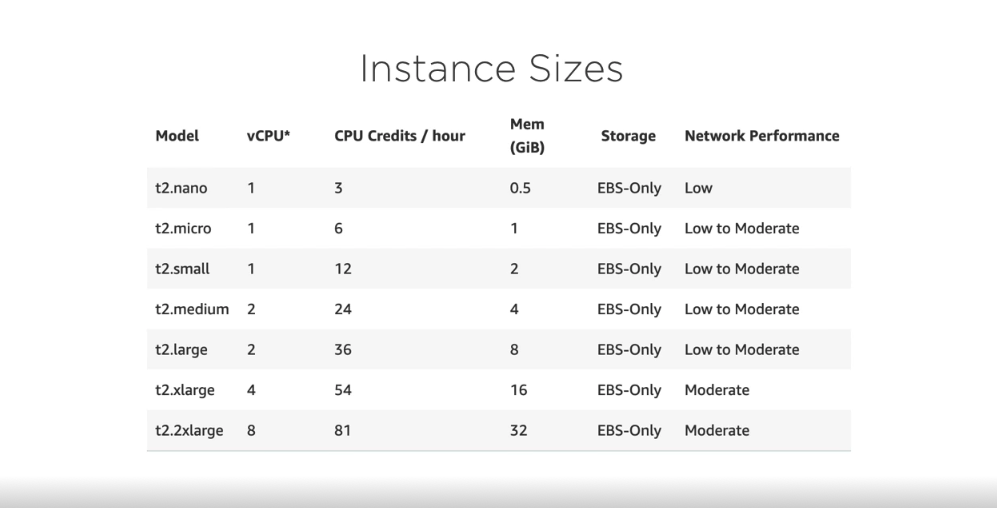 Instance Sizes
Model vCPU* CPU Credits / hour Mem (GiB) Storage Network Performance
t2.nano 1 3 0.5 EBS-Only Low
t2.micro 1 6 1 EBS-Only Low to Moderate
t2.small 1 12 2 EBS-Only Low to Moderate
t2.medium 2 24 4 EBS-Only Low to Moderate
t2.large 2 36 8 EBS-Only Low to Moderate
t2.xlarge 4 54 16 EBS-Only Moderate
t2.2xlarge 8 81 32 EBS-Only Moderate